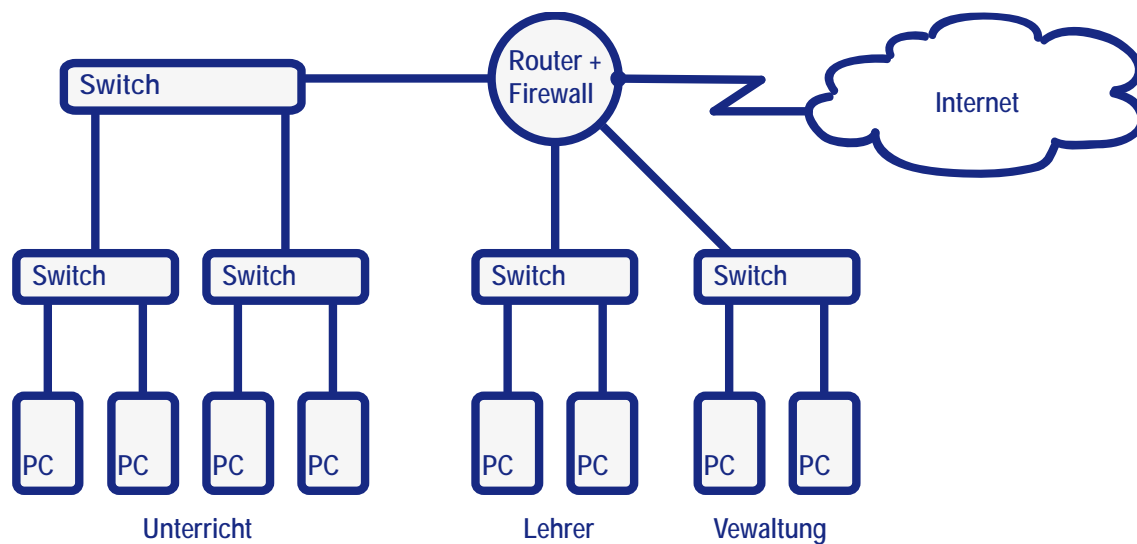 Router +
Firewall
Switch
Internet
Switch
Switch
Switch
Switch
PC
PC
PC
PC
PC
PC
PC
PC
Unterricht
Lehrer
Vewaltung